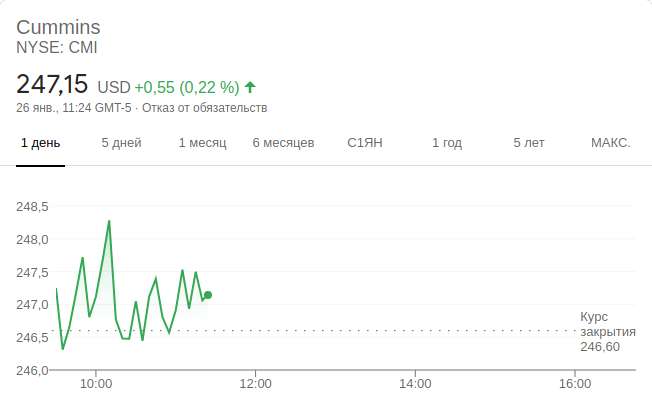 Cummins
NYSE: CMI
247,15 USD +0,55 (0,22 %)
26 янв., 11:24 GMT-5 · Отказ от обязательств
1 день 5 дней 1 месяц 6 месяцев С1ЯН 1 год 5 лет МАКС.
248,5
248,0
247,5
247,0
246,5
246,0
Курс
закрытия
246,60
10:00 12:00 14:00 16:00